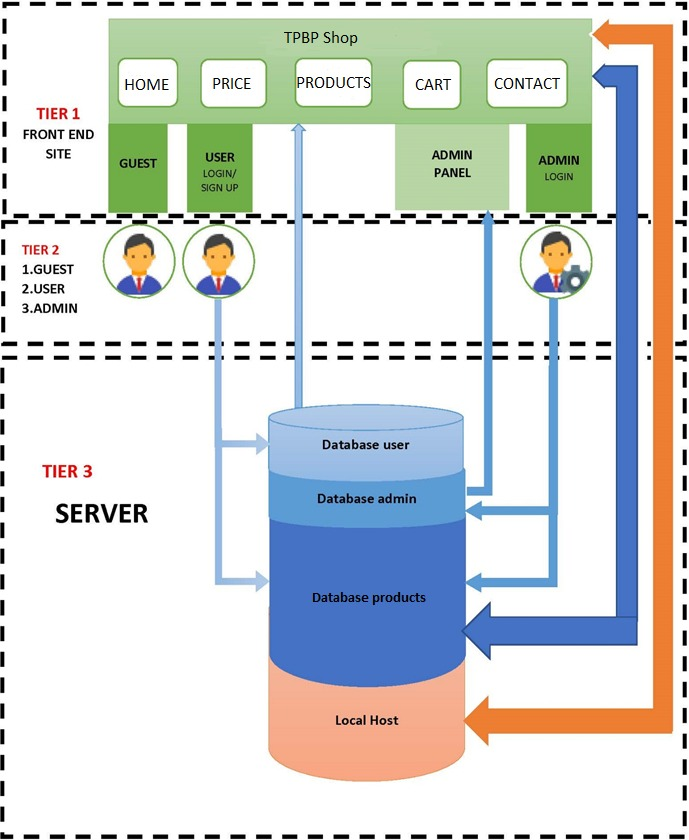 TPBP Shop
HOME
PRICE
PRODUCTS
CART
CONTACT
TIER 1
FRONT END
SITE
GUEST
USER
LOGIN/
SIGN UP
ADMIN
PANEL
ADMIN
LOGIN
TIER 2
1.GUEST
2.USER
3.ADMIN
TIER 3
SERVER
Database user
Database admin
Database products
Local Host